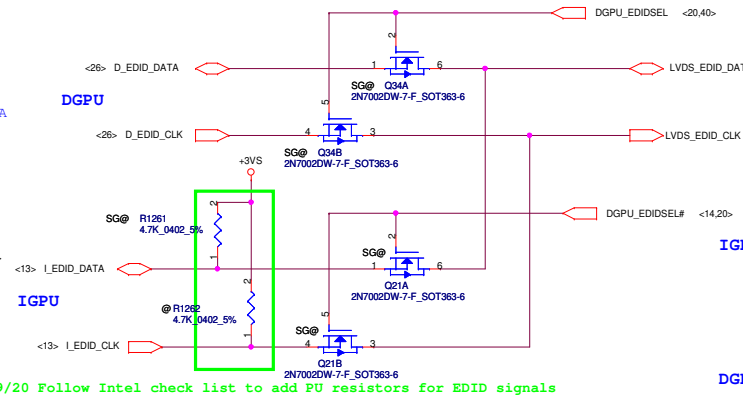 DGPU_EDIDSEL <20,40>
2
<26> D_EDID_DATA
1
6
LVDS_EDID_DAT
SG@
Q34A
2N7002DW-7-F_SOT363-6
DGPU
5
A
<26> D_EDID_CLK
4
3
LVDS_EDID_CLK
SG@
Q34B
2N7002DW-7-F_SOT363-6
+3VS
SG@
R1261
4.7K_0402_5%
2
1
DGPU_EDIDSEL# <14,20>
2
SG@
<13> I_EDID_DATA
1
6
Q21A
2N7002DW-7-F_SOT363-6
IGPU
2
@
R1262
4.7K_0402_5%
1
5
SG@
<13> I_EDID_CLK
4
3
Q21B
2N7002DW-7-F_SOT363-6
9/20 Follow Intel check list to add PU resistors for EDID signals